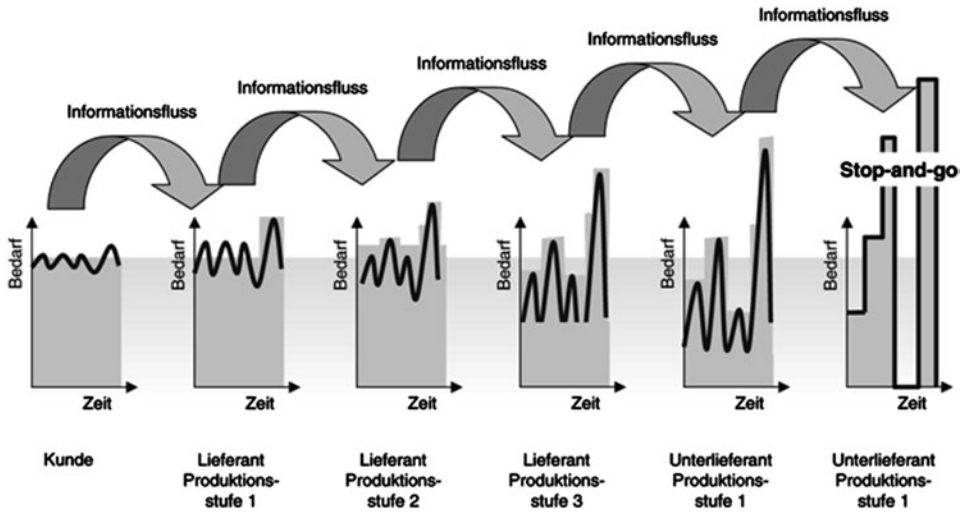 Informationsfluss
Informationsfluss
Informationsfluss
Informationsfluss
Informationsfluss
Stop-and-go
Bedarf
Bedarf
Bedarf
Bedarf
Bedarf
Bedarf
Zeit
Zeit
Zeit
Zeit
Zeit
Zeit
Kunde
Lieferant
Produktions-
stufe 1
Lieferant
Produktions-
stufe 2
Lieferant
Produktions-
stufe 3
Unterlieferant
Produktions-
stufe 1
Unterlieferant
Produktions-
stufe 1